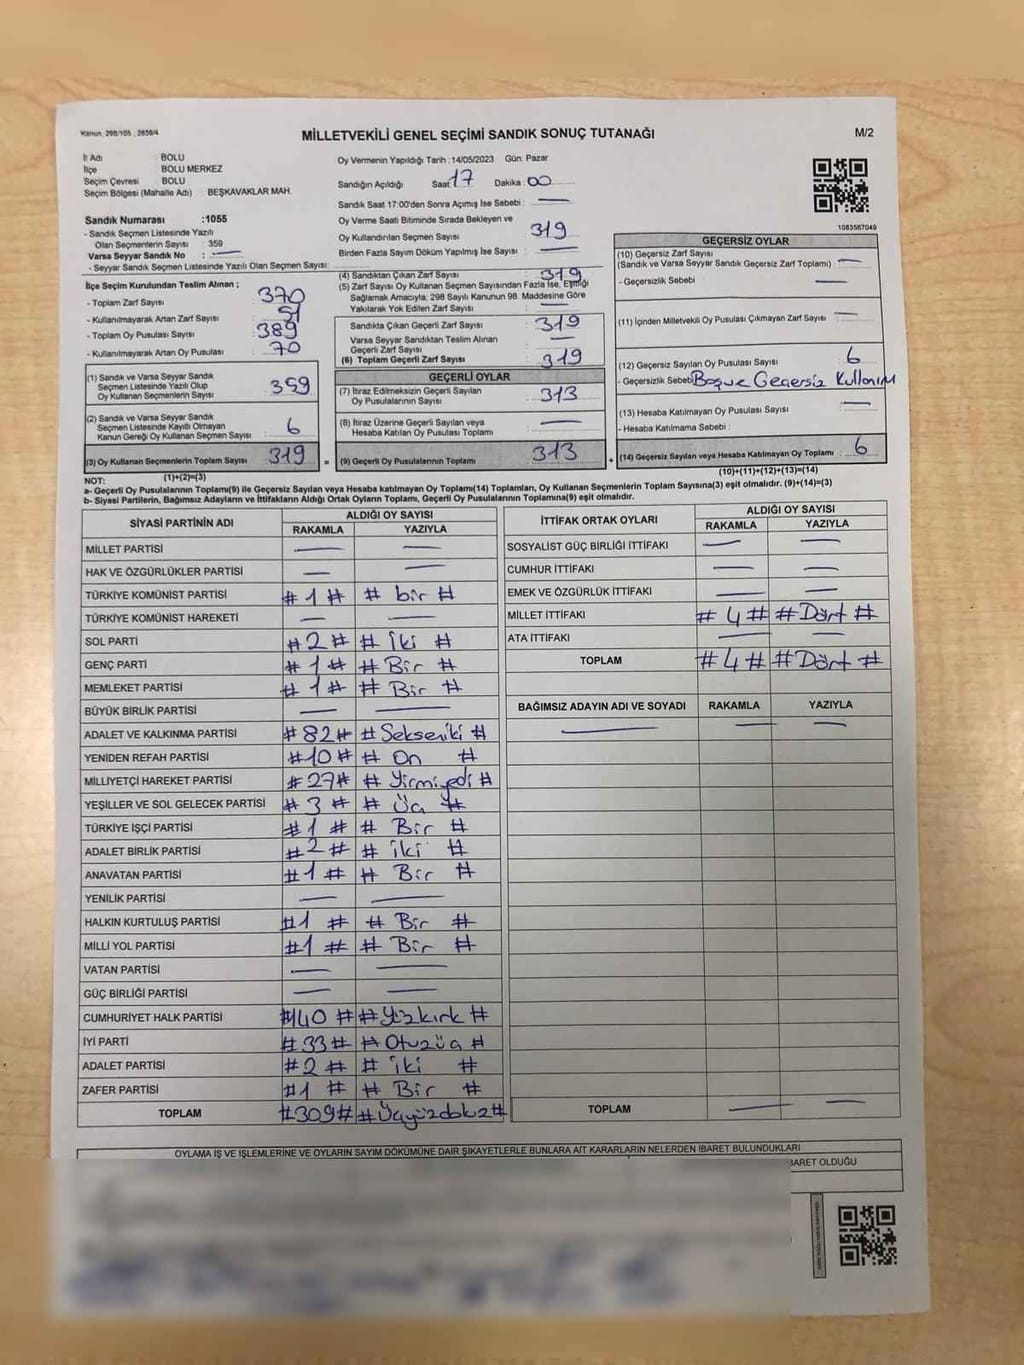 Kanun, 298/105, 2839/4
MİLLETVEKİLİ GENEL SEÇİMİ SANDIK SONUÇ TUTANAĞI
M/2
İl Adı : BOLU
İlçe : BOLU MERKEZ
Seçim Çevresi : BOLU
Seçim Bölgesi (Mahalle Adı) : BEŞKAVAKLAR MAH.
Sandık Numarası :1055
- Sandık Seçmen Listesinde Yazılı
Olan Seçmenlerin Sayısı : 359
Varsa Seyyar Sandık No : —
- Seyyar Sandık Seçmen Listesinde Yazılı Olan Seçmen Sayısı:
Oy Vermenin Yapıldığı Tarih :14/05/2023 Gün: Pazar
Sandığın Açıldığı Saat 17 Dakika 00
Sandık Saat 17:00'den Sonra Açımış İse Sebebi : —
Oy Verme Saati Bitiminde Sırada Bekleyen ve
Oy Kullandırılan Seçmen Sayısı 319
Birden Fazla Sayım Döküm Yapılmış İse Sayısı : —
1083567049
İlçe Seçim Kurulundan Teslim Alınan ;
- Toplam Zarf Sayısı : 370
- Kullanılmayarak Artan Zarf Sayısı : 51
- Toplam Oy Pusulası Sayısı : 389
- Kullanılmayarak Artan Oy Pusulası : 70
(1) Sandık ve Varsa Seyyar Sandık
Seçmen Listesinde Yazılı Olup
Oy Kullanan Seçmenlerin Sayısı : 359
(2) Sandık ve Varsa Seyyar Sandık
Seçmen Listesinde Kayıtlı Olmayan
Kanun Gereği Oy Kullanan Seçmen Sayısı : 6
(3) Oy Kullanan Seçmenlerin Toplam Sayısı : 319
(1)+(2)=(3)
(4) Sandıktan Çıkan Zarf Sayısı : 319
(5) Zarf Sayısı Oy Kullanan Seçmen Sayısından Fazla İse, Eşitliği
Sağlamak Amacıyla; 298 Sayılı Kanunun 98. Maddesine Göre
Yakılarak Yok Edilen Zarf Sayısı : —
Sandıkta Çıkan Geçerli Zarf Sayısı : 319
Varsa Seyyar Sandıktan Teslim Alınan
Geçerli Zarf Sayısı : —
(6) Toplam Geçerli Zarf Sayısı : 319
GEÇERLİ OYLAR
(7) İtiraz Edilmeksizin Geçerli Sayılan
Oy Pusulalarının Sayısı : 313
(8) İtiraz Üzerine Geçerli Sayılan veya
Hesaba Katılan Oy Pusulası Toplamı : —
= (9) Geçerli Oy Pusulalarının Toplamı : 313
GEÇERSİZ OYLAR
(10) Geçersiz Zarf Sayısı
(Sandık ve Varsa Seyyar Sandık Geçersiz Zarf Toplamı) : —
- Geçersizlik Sebebi : —
(11) İçinden Milletvekili Oy Pusulası Çıkmayan Zarf Sayısı : —
(12) Geçersiz Sayılan Oy Pusulası Sayısı : 6
- Geçersizlik Sebebi Boş ve Geçersiz Kullanım
(13) Hesaba Katılmayan Oy Pusulası Sayısı : —
- Hesaba Katılmama Sebebi :
+ (14) Geçersiz Sayılan veya Hesaba Katılmayan Oy Toplamı : 6
(10)+(11)+(12)+(13)=(14)
NOT:
a- Geçerli Oy Pusulalarının Toplamı(9) ile Geçersiz Sayılan veya Hesaba katılmayan Oy Toplamı(14) Toplamları, Oy Kullanan Seçmenlerin Toplam Sayısına(3) eşit olmalıdır. (9)+(14)=(3)
b- Siyasi Partilerin, Bağımsız Adayların ve İttifakların Aldığı Ortak Oyların Toplamı, Geçerli Oy Pusulalarının Toplamına(9) eşit olmalıdır.
SİYASİ PARTİNİN ADI ALDIĞI OY SAYISI
RAKAMLA YAZIYLA
MİLLET PARTİSİ — —
HAK VE ÖZGÜRLÜKLER PARTİSİ — —
TÜRKİYE KOMÜNİST PARTİSİ #1# #bir#
TÜRKİYE KOMÜNİST HAREKETİ — —
SOL PARTİ #2# #İki#
GENÇ PARTİ #1# #Bir#
MEMLEKET PARTİSİ #1# #Bir#
BÜYÜK BİRLİK PARTİSİ — —
ADALET VE KALKINMA PARTİSİ #82# #Sekseniki#
YENİDEN REFAH PARTİSİ #10# #On#
MİLLİYETÇİ HAREKET PARTİSİ #27# #Yirmiyedi#
YEŞİLLER VE SOL GELECEK PARTİSİ #3# #Üç#
TÜRKİYE İŞÇİ PARTİSİ #1# #Bir#
ADALET BİRLİK PARTİSİ #2# #iki#
ANAVATAN PARTİSİ #1# #Bir#
YENİLİK PARTİSİ — —
HALKIN KURTULUŞ PARTİSİ #1# #Bir#
MİLLİ YOL PARTİSİ #1# #Bir#
VATAN PARTİSİ — —
GÜÇ BİRLİĞİ PARTİSİ — —
CUMHURİYET HALK PARTİSİ #140# #Yüzkırk#
İYİ PARTİ #33# #Otuzüç#
ADALET PARTİSİ #2# #iki#
ZAFER PARTİSİ #1# #Bir#
TOPLAM #309# #Üçyüzdokuz#
İTTİFAK ORTAK OYLARI ALDIĞI OY SAYISI
RAKAMLA YAZIYLA
SOSYALİST GÜÇ BİRLİĞİ İTTİFAKI — —
CUMHUR İTTİFAKI — —
EMEK VE ÖZGÜRLÜK İTTİFAKI — —
MİLLET İTTİFAKI #4# #Dört#
ATA İTTİFAKI — —
TOPLAM #4# #Dört#
BAĞIMSIZ ADAYIN ADI VE SOYADI RAKAMLA YAZIYLA
— — —
TOPLAM — —
OYLAMA İŞ VE İŞLEMLERİNE VE OYLARIN SAYIM DÖKÜMÜNE DAİR ŞİKAYETLERLE BUNLARA AİT KARARLARIN NELERDEN İBARET BULUNDUKLARI
BARET OLDUĞU